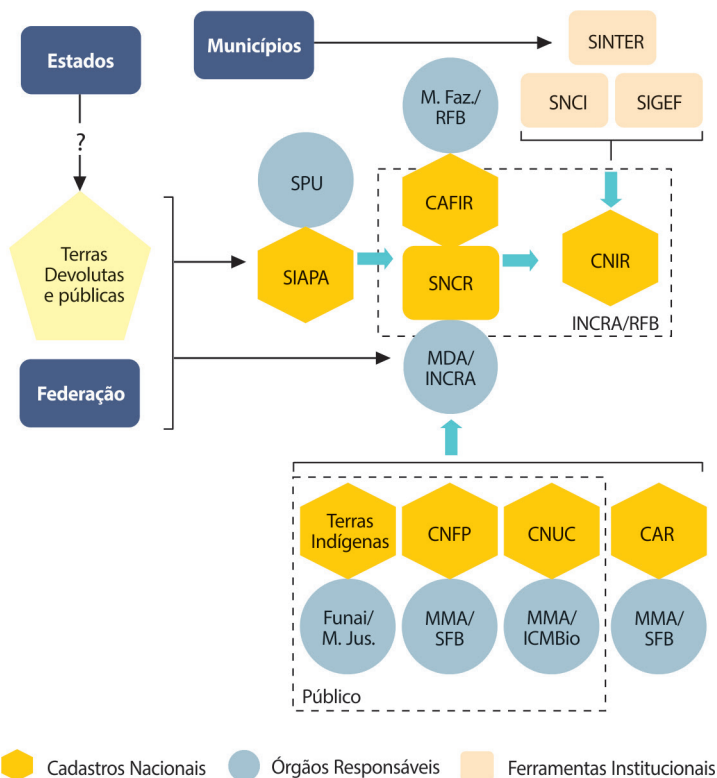 Estados
Municípios
SINTER
SNCI
SIGEF
M. Faz./
RFB
?
SPU
CAFIR
Terras
Devolutas
e públicas
SIAPA
SNCR
CNIR
INCRA/RFB
Federação
MDA/
INCRA
Terras
Indígenas
CNFP
CNUC
CAR
Funai/
M. Jus.
MMA/
SFB
MMA/
ICMBio
MMA/
SFB
Público
Cadastros Nacionais
Órgãos Responsáveis
Ferramentas Institucionais